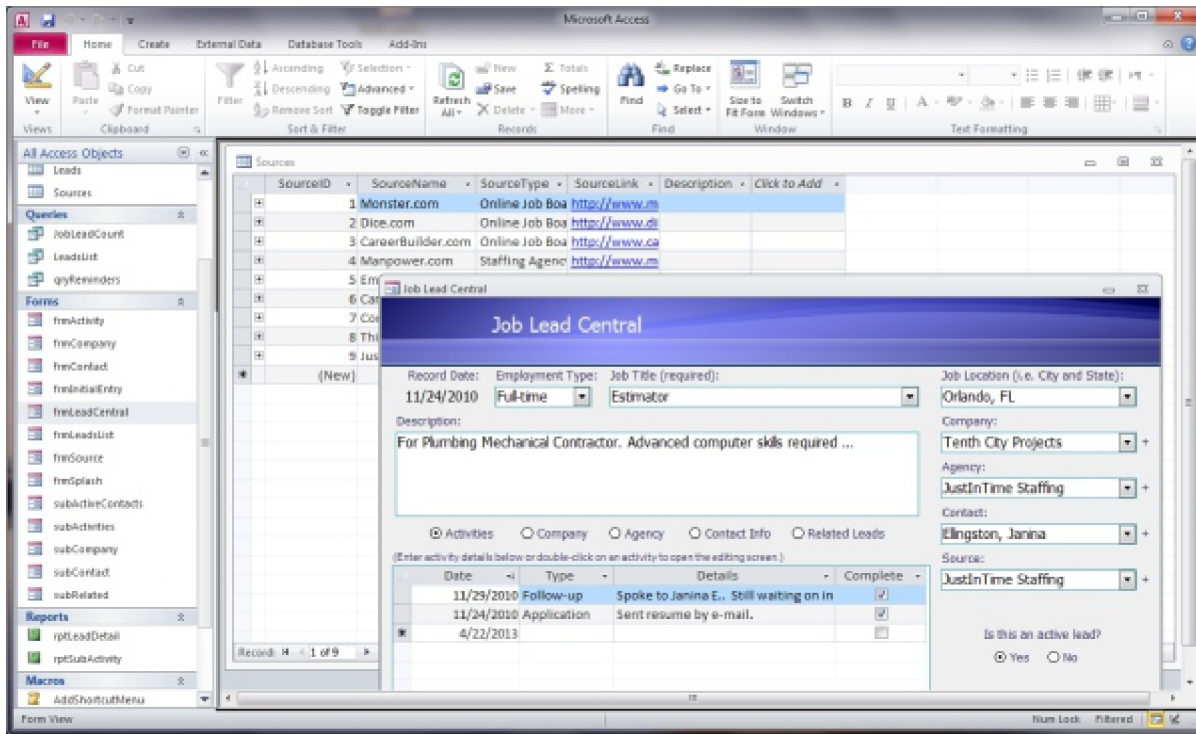 Microsoft Access
File Home Create External Data Database Tools Add-Ins
Cut Ascending Selection New Totals Replace
Copy Descending Advanced Save Spelling Go To
View Paste Format Painter Filter Remove Sort Toggle Filter Refresh All Delete More Find Select Size to Fit Form Switch Windows
Views Clipboard Sort & Filter Records Find Window Text Formatting
All Access Objects
Leads
Sources
Queries
JobLeadCount
LeadsList
qryReminders
Forms
frmActivity
frmCompany
frmContact
frmInitialEntry
frmLeadCentral
frmLeadsList
frmSource
frmSplash
subActiveContacts
subActivities
subCompany
subContact
subRelated
Reports
rptLeadDetail
rptSubActivity
Macros
AddShortcutMenu
Sources
SourceID SourceName SourceType SourceLink Description Click to Add
1 Monster.com Online Job Boa http://www.m
2 Dice.com Online Job Boa http://www.di
3 CareerBuilder.com Online Job Boa http://www.ca
4 Manpower.com Staffing Agenc http://www.m
5 Em
6 Car
7 Cor
8 Thi
9 Jus
(New)
Record: 1 of 9
Job Lead Central
Job Lead Central
Record Date: Employment Type: Job Title (required): Job Location (i.e. City and State):
11/24/2010 Full-time Estimator Orlando, FL
Description: Company:
For Plumbing Mechanical Contractor. Advanced computer skills required ... Tenth City Projects +
Agency:
JustInTime Staffing +
Contact:
Activities Company Agency Contact Info Related Leads Ellingston, Janina +
(Enter activity details below or double-click on an activity to open the editing screen.) Source:
Date Type Details Complete JustInTime Staffing +
11/29/2010 Follow-up Spoke to Janina E.. Still waiting on in
11/24/2010 Application Sent resume by e-mail.
4/22/2013 Is this an active lead?
Yes No
Form View Num Lock Filtered